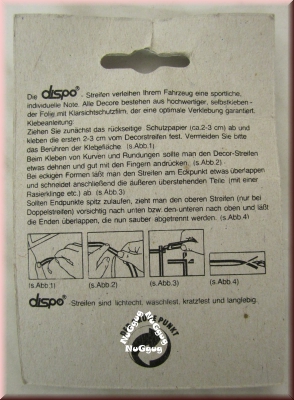 Die dispo® - Streifen verleihen Ihrem Fahrzeug eine sportliche,
individuelle Note. Alle Decore bestehen aus hochwertiger, selbstkleben-
der Folie mit Klarsichtschutzfilm, der eine optimale Verklebung garantiert.
Klebeanleitung:
Ziehen Sie zunächst das rückseitige Schutzpapier (ca.2-3 cm) ab und
kleben die ersten 2-3 cm vom Decorstreifen fest. Vermeiden Sie bitte
das Berühren der Klebefläche (s.Abb.1)
Beim Kleben von Kurven und Rundungen sollte man den Decor-Streifen
etwas dehnen und gut mit den Fingern andrücken. (s.Abb.2)
Bei eckigen Formen läßt man den Streifen am Eckpunkt etwas überlappen
und schneidet anschließend die äußeren überstehenden Teile (mit einer
Rasierklinge etc.) ab. (s.Abb.3)
Sollten Endpunkte spitz zulaufen, zieht man den oberen Streifen (nur bei
Doppelstreifen) vorsichtig nach unten bzw.den-unteren nach oben und läßt
die Enden überlappen, die nun sauber abgetrennt werden. (s.Abb.4)
(s.Abb.1) (s.Abb.2) (s.Abb.3) (s.Abb.4)
dispo® Streifen sind lichtecht, waschfest, kratzfest und langlebig.
DER GRÜNE PUNKT
NuGgug
NuGgug
NuGgug
NuGgug